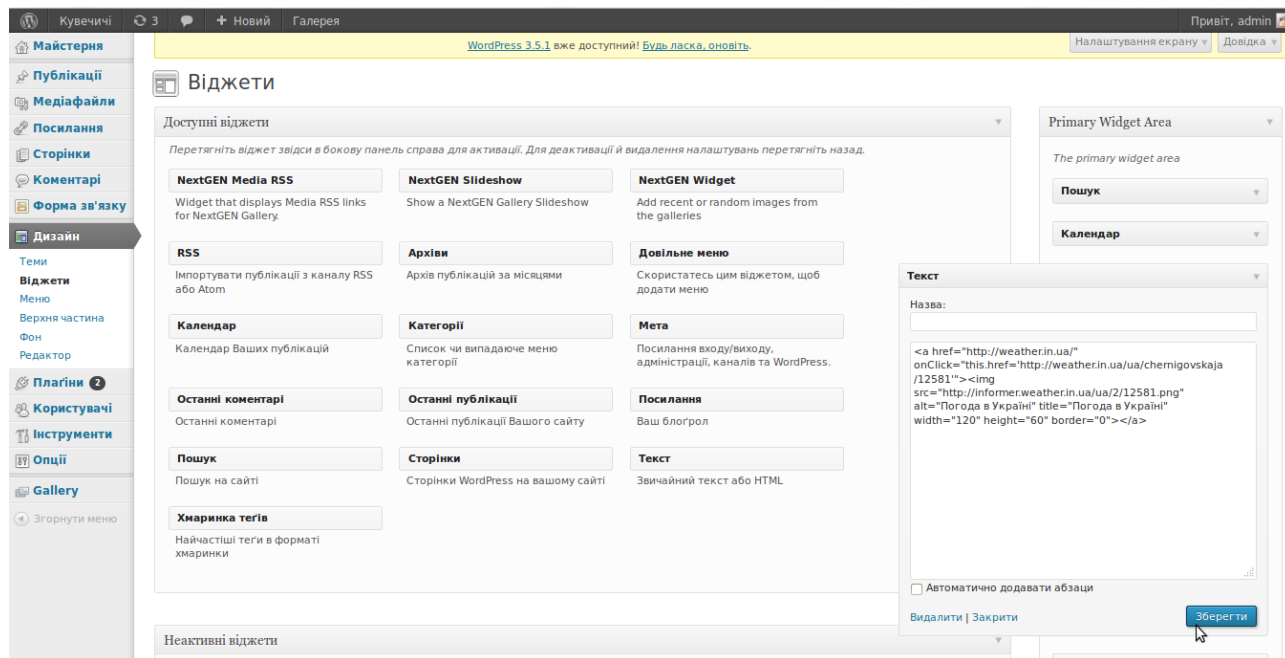 Кувечичі 3 Новий Галерея Привіт, admin
WordPress 3.5.1 вже доступний! Будь ласка, оновіть.
Налаштування екрану Довідка
Майстерня
Публікації
Медіафайли
Посилання
Сторінки
Коментарі
Форма зв'язку
Дизайн
Теми
Віджети
Меню
Верхня частина
Фон
Редактор
Плаґіни 2
Користувачі
Інструменти
Опції
Gallery
Згорнути меню
Віджети
Доступні віджети
Перетягніть віджет звідси в бокову панель справа для активації. Для деактивації й видалення налаштувань перетягніть назад.
NextGEN Media RSS
Widget that displays Media RSS links
for NextGEN Gallery.
NextGEN Slideshow
Show a NextGEN Gallery Slideshow
NextGEN Widget
Add recent or random images from
the galleries
RSS
Імпортувати публікації з каналу RSS
або Atom
Архіви
Архів публікацій за місяцями
Довільне меню
Скористатесь цим віджетом, щоб
додати меню
Календар
Календар Ваших публікацій
Категорії
Список чи випадаюче меню
категорії
Мета
Посилання входу/виходу,
адміністрації, каналів та WordPress.
Останні коментарі
Останні коментарі
Останні публікації
Останні публікації Вашого сайту
Посилання
Ваш блоґрол
Пошук
Пошук на сайті
Сторінки
Сторінки WordPress на вашому сайті
Текст
Звичайний текст або HTML
Хмаринка теґів
Найчастіші теґи в форматі
хмаринки
Неактивні віджети
Primary Widget Area
The primary widget area
Пошук
Календар
Текст
Назва:
<a href="http://weather.in.ua/"
onClick="this.href='http://weather.in.ua/ua/chernigovskaja
/12581'"><img
src="http://informer.weather.in.ua/ua/2/12581.png"
alt="Погода в Україні" title="Погода в Україні"
width="120" height="60" border="0"></a>
Автоматично додавати абзаци
Видалити | Закрити
Зберегти